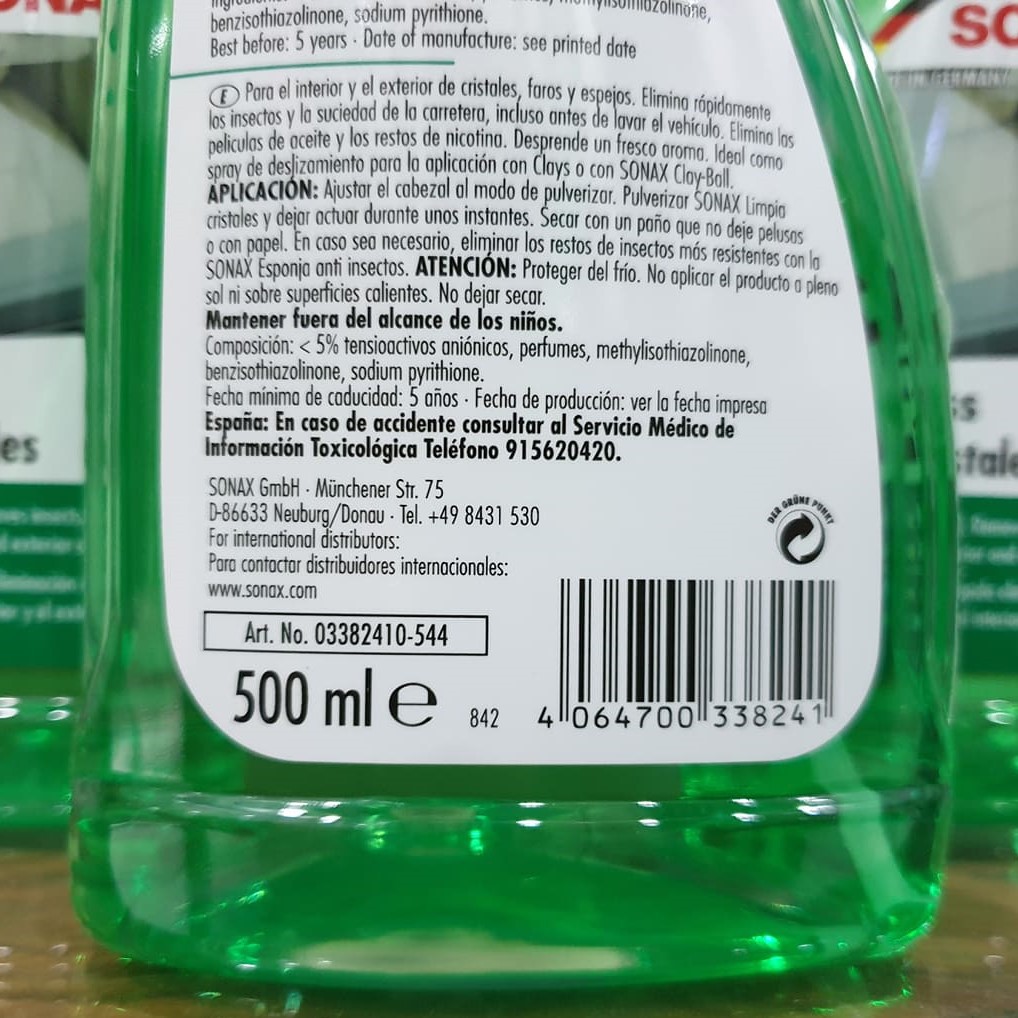 methylisothiazolinone,
benzisothiazolinone, sodium pyrithione.
Best before: 5 years · Date of manufacture: see printed date
E Para el interior y el exterior de cristales, faros y espejos. Elimina rápidamente
los insectos y la suciedad de la carretera, incluso antes de lavar el vehículo. Elimina las
películas de aceite y los restos de nicotina. Desprende un fresco aroma. Ideal como
spray de deslizamiento para la aplicación con Clays o con SONAX Clay-Ball.
APLICACIÓN: Ajustar el cabezal al modo de pulverizar. Pulverizar SONAX Limpia
cristales y dejar actuar durante unos instantes. Secar con un paño que no deje pelusas
o con papel. En caso sea necesario, eliminar los restos de insectos más resistentes con la
SONAX Esponja anti insectos. ATENCIÓN: Proteger del frío. No aplicar el producto a pleno
sol ni sobre superficies calientes. No dejar secar.
Mantener fuera del alcance de los niños.
Composición: < 5% tensioactivos aniónicos, perfumes, methylisothiazolinone,
benzisothiazolinone, sodium pyrithione.
Fecha mínima de caducidad: 5 años · Fecha de producción: ver la fecha impresa
España: En caso de accidente consultar al Servicio Médico de
Información Toxicológica Teléfono 915620420.
SONAX GmbH · Münchener Str. 75
D-86633 Neuburg/Donau · Tel. +49 8431 530
For international distributors:
Para contactar distribuidores internacionales:
www.sonax.com
DER GRÜNE PUNKT
Art. No. 03382410-544
500 ml e
842
4 064700 338241